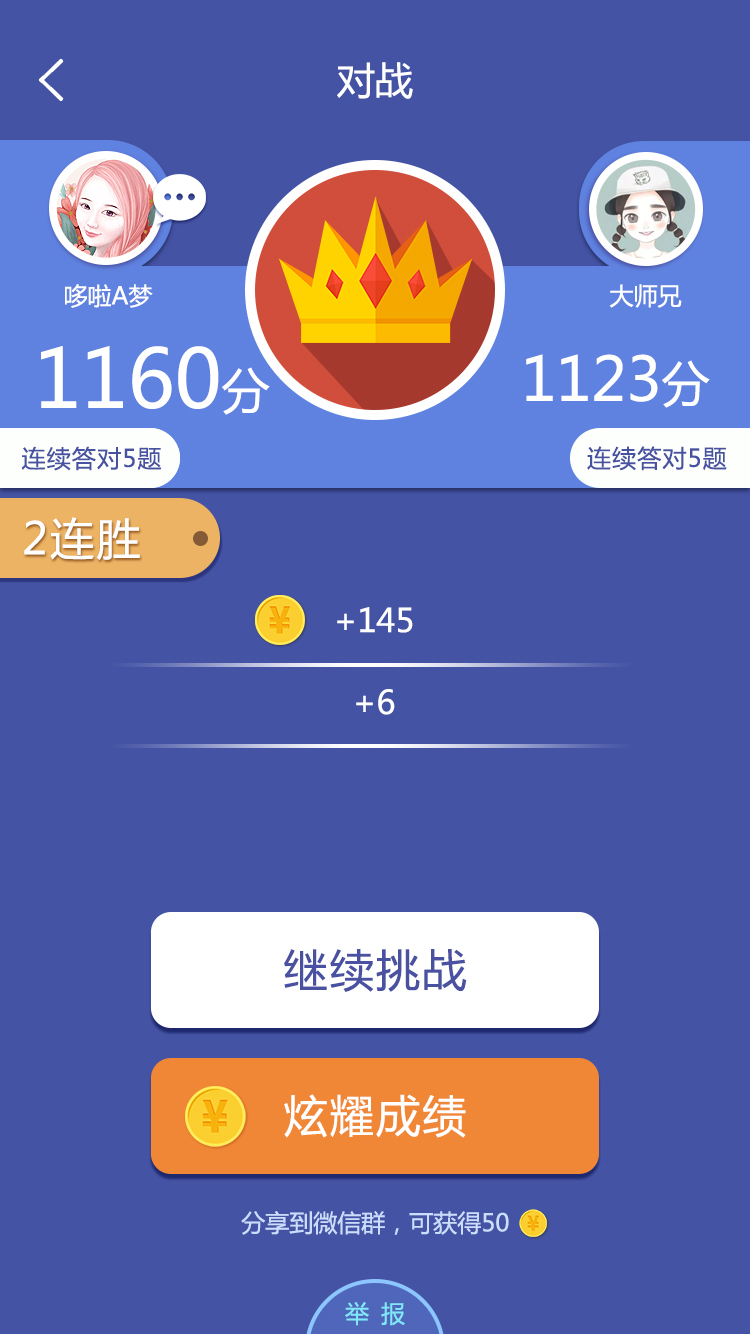 对战
哆啦A梦
大师兄
1160分
1123分
连续答对5题
连续答对5题
2连胜
¥ +145
+6
继续挑战
¥ 炫耀成绩
分享到微信群，可获得50 ¥
举报